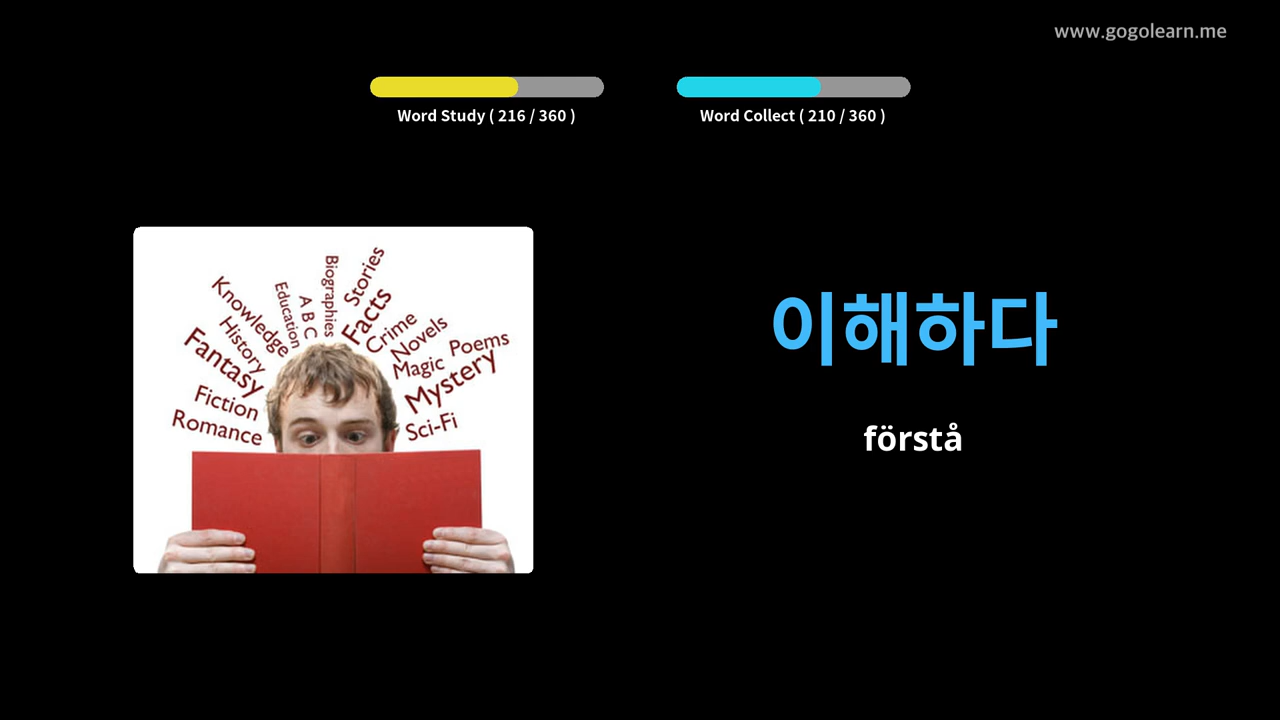 www.gogolearn.me
Word Study ( 216 / 360 )
Word Collect ( 210 / 360 )
Knowledge
History
Fantasy
Fiction
Romance
Education
A B C
Biographies
Stories
Facts
Crime
Novels
Magic
Poems
Mystery
Sci-Fi
이해하다
förstå